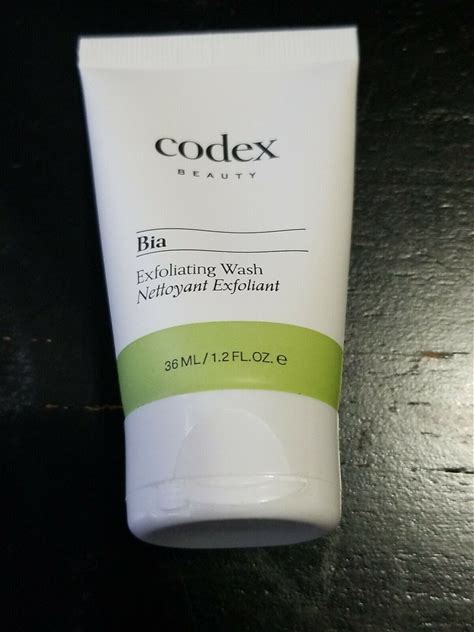 codex
BEAUTY
Bia
Exfoliating Wash
Nettoyant Exfoliant
36 ML / 1.2 FL.OZ. e